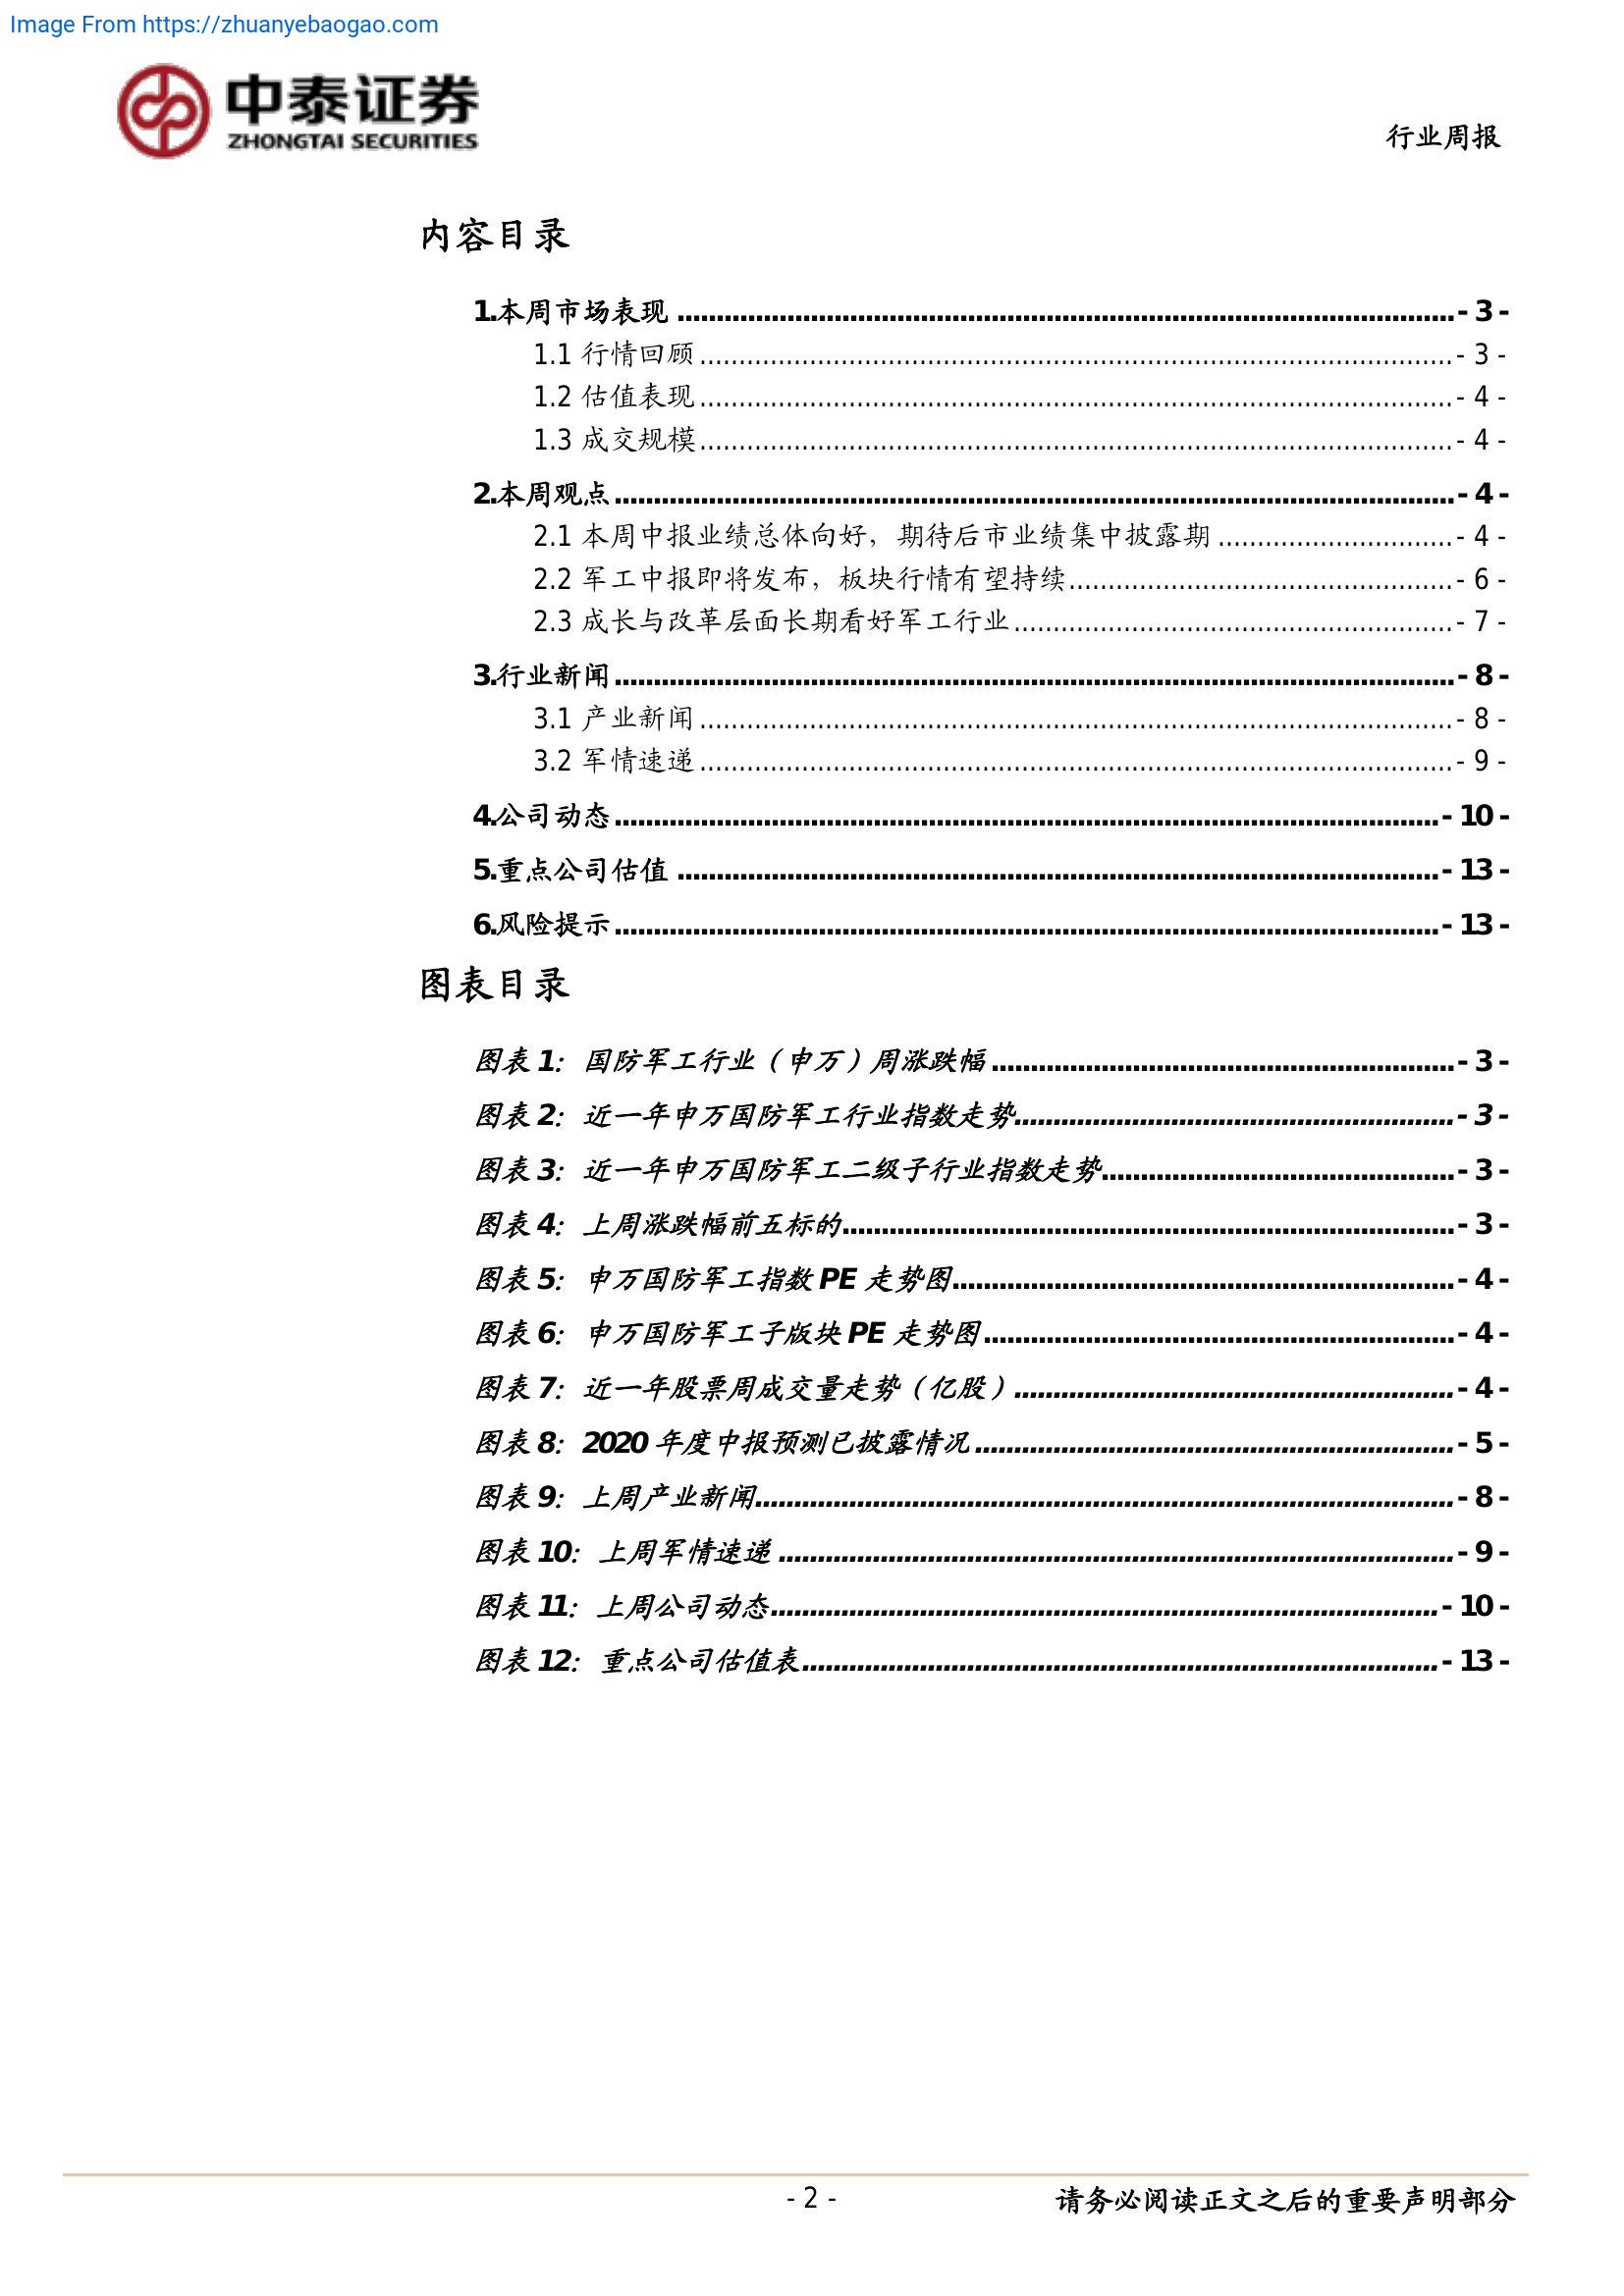 Image From https://zhuanyebaogao.com
中泰证券
ZHONGTAI SECURITIES
行业周报
内容目录
1.本周市场表现 ........................................................................ - 3 -
1.1 行情回顾 ........................................................................ - 3 -
1.2 估值表现 ........................................................................ - 4 -
1.3 成交规模 ........................................................................ - 4 -
2.本周观点 ........................................................................ - 4 -
2.1 本周中报业绩总体向好，期待后市业绩集中披露期 .............................. - 4 -
2.2 军工中报即将发布，板块行情有望持续 ................................................ - 6 -
2.3 成长与改革层面长期看好军工行业 ........................................................ - 7 -
3.行业新闻 ........................................................................ - 8 -
3.1 产业新闻 ........................................................................ - 8 -
3.2 军情速递 ........................................................................ - 9 -
4.公司动态 ........................................................................ - 10 -
5.重点公司估值 ........................................................................ - 13 -
6.风险提示 ........................................................................ - 13 -
图表目录
图表 1：国防军工行业（申万）周涨跌幅 ............................................................ - 3 -
图表 2：近一年申万国防军工行业指数走势 ........................................................ - 3 -
图表 3：近一年申万国防军工二级子行业指数走势 .............................................. - 3 -
图表 4：上周涨跌幅前五标的 ........................................................................ - 3 -
图表 5：申万国防军工指数 PE 走势图 ................................................................ - 4 -
图表 6：申万国防军工子版块 PE 走势图 ............................................................ - 4 -
图表 7：近一年股票周成交量走势（亿股） ........................................................ - 4 -
图表 8：2020 年度中报预测已披露情况 ............................................................ - 5 -
图表 9：上周产业新闻 ........................................................................ - 8 -
图表 10：上周军情速递 ........................................................................ - 9 -
图表 11：上周公司动态 ........................................................................ - 10 -
图表 12：重点公司估值表 ........................................................................ - 13 -
- 2 -
请务必阅读正文之后的重要声明部分